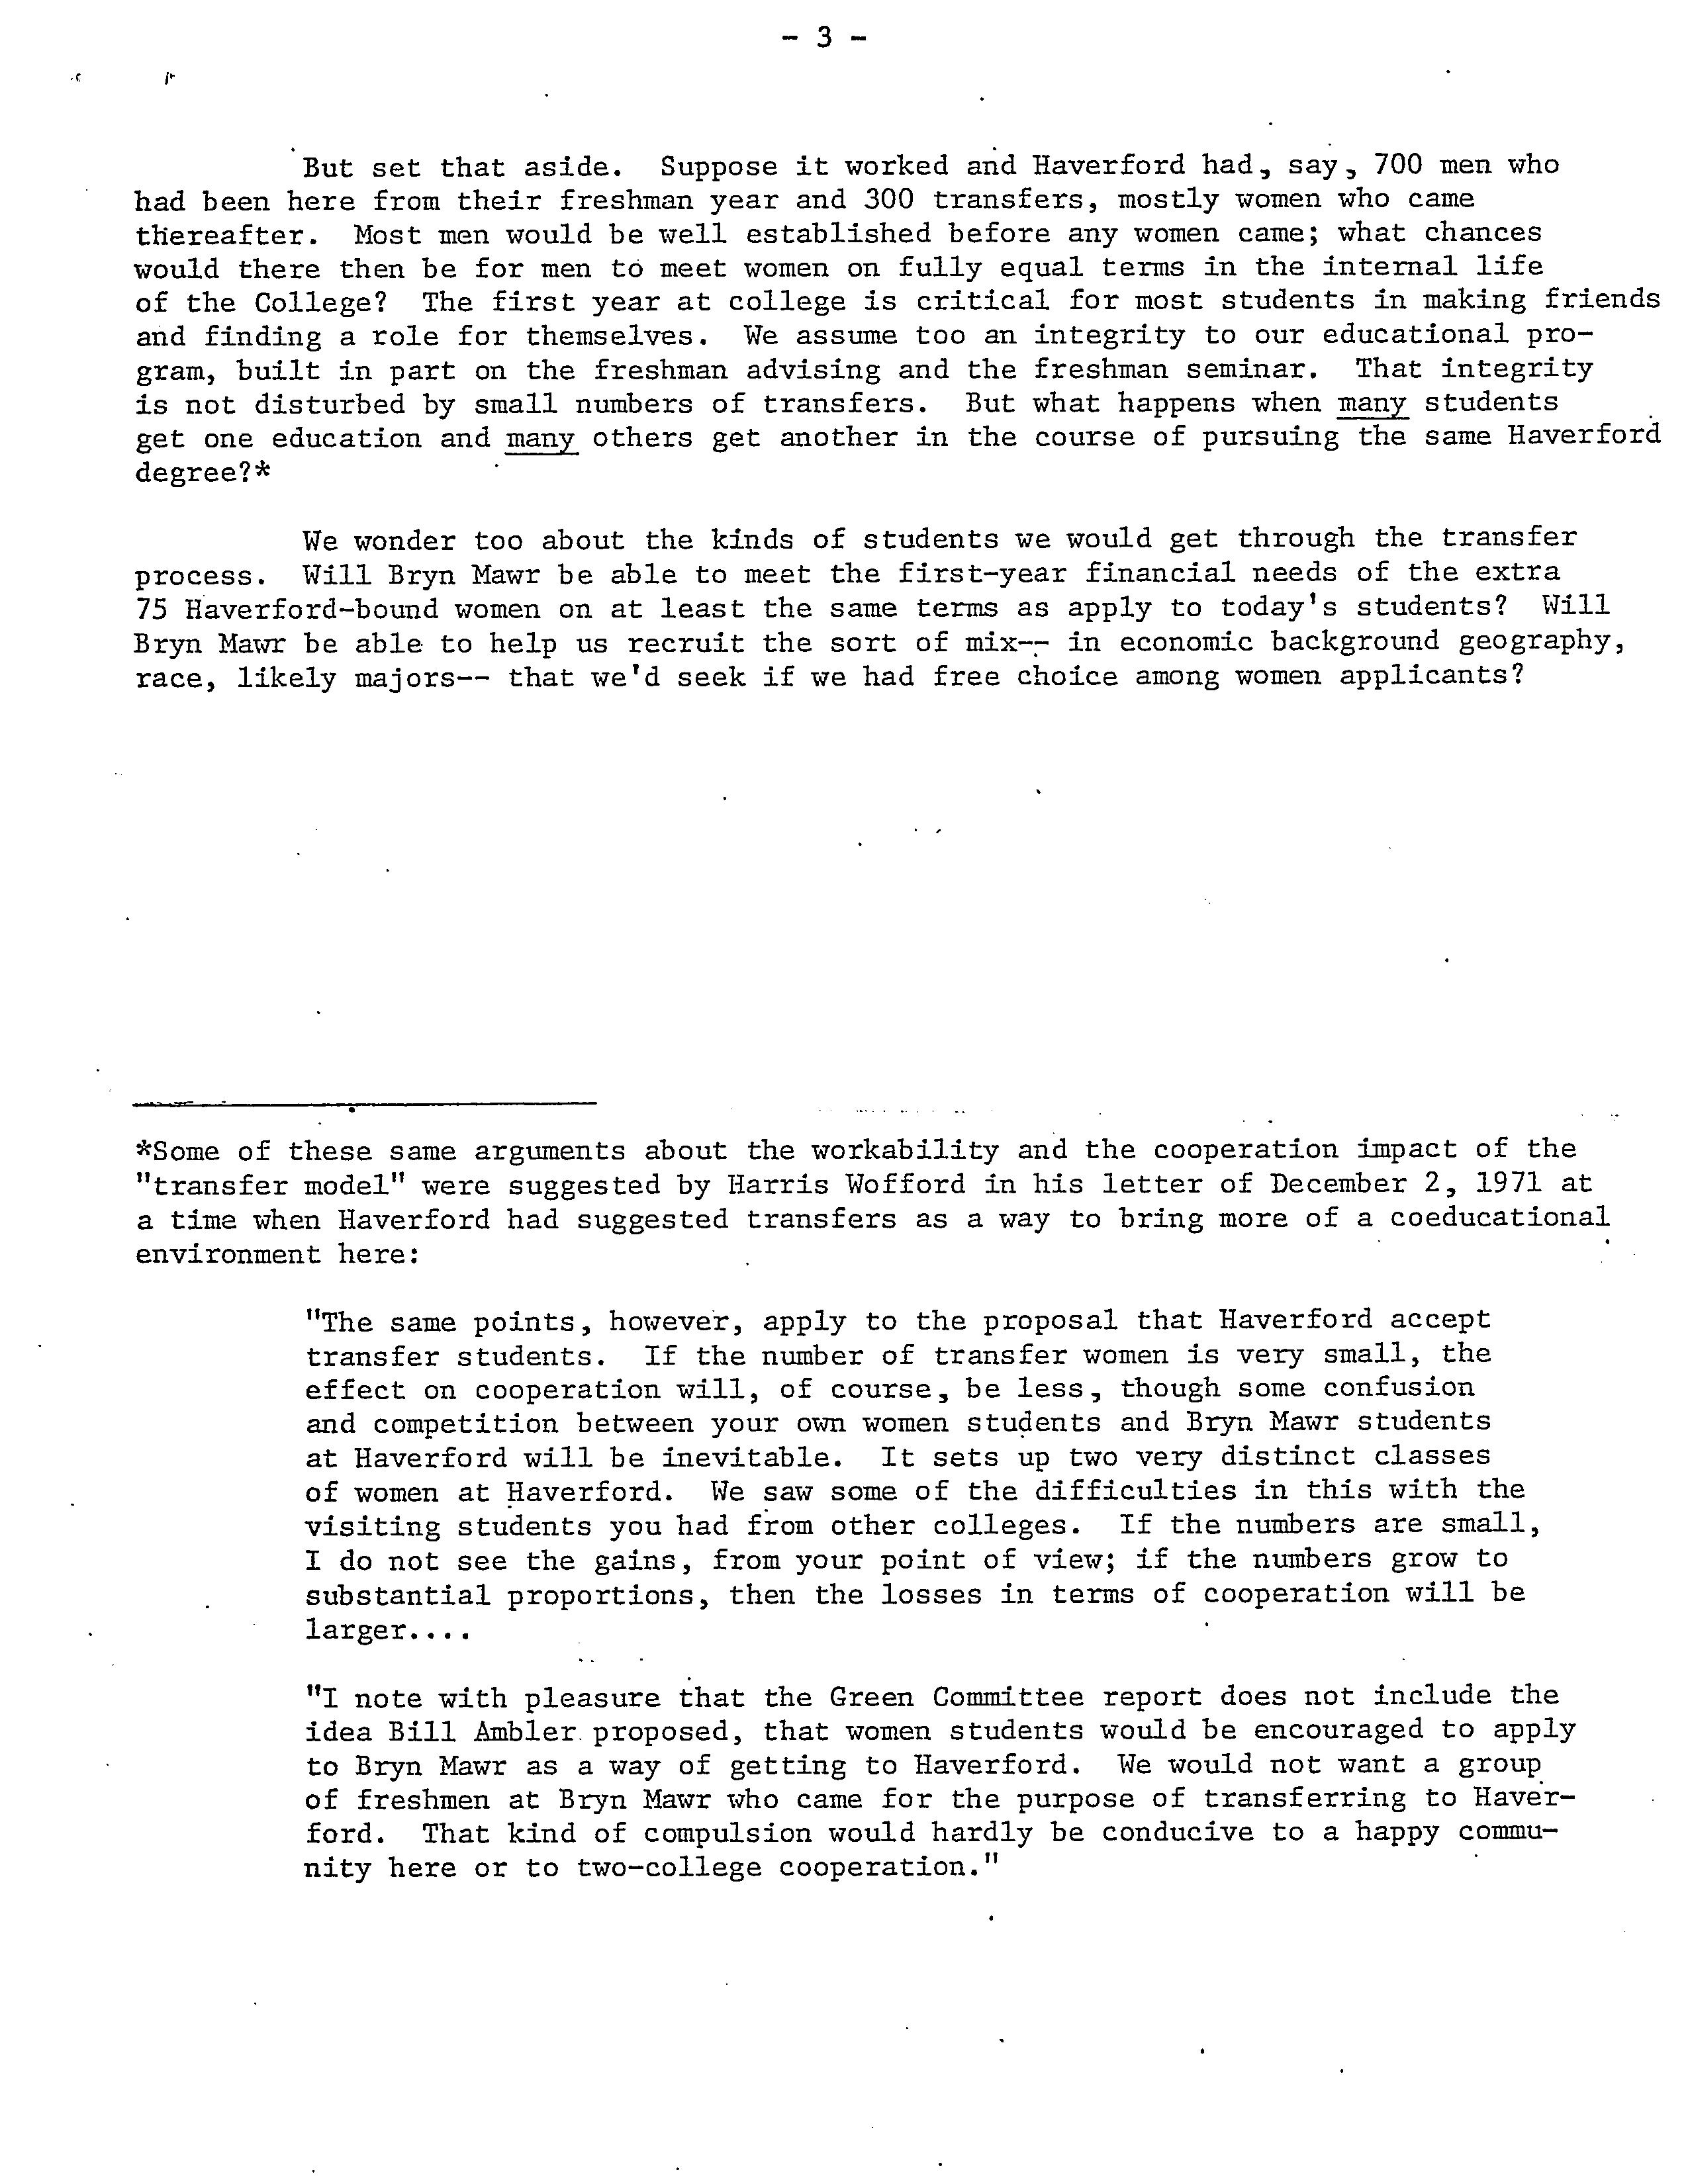 - 3 -
But set that aside. Suppose it worked and Haverford had, say, 700 men who
had been here from their freshman year and 300 transfers, mostly women who came
thereafter. Most men would be well established before any women came; what chances
would there then be for men to meet women on fully equal terms in the internal life
of the College? The first year at college is critical for most students in making friends
and finding a role for themselves. We assume too an integrity to our educational pro-
gram, built in part on the freshman advising and the freshman seminar. That integrity
is not disturbed by small numbers of transfers. But what happens when many students
get one education and many others get another in the course of pursuing the same Haverford
degree?*
We wonder too about the kinds of students we would get through the transfer
process. Will Bryn Mawr be able to meet the first-year financial needs of the extra
75 Haverford-bound women on at least the same terms as apply to today's students? Will
Bryn Mawr be able to help us recruit the sort of mix-- in economic background geography,
race, likely majors-- that we'd seek if we had free choice among women applicants?
*Some of these same arguments about the workability and the cooperation impact of the
"transfer model" were suggested by Harris Wofford in his letter of December 2, 1971 at
a time when Haverford had suggested transfers as a way to bring more of a coeducational
environment here:
"The same points, however, apply to the proposal that Haverford accept
transfer students. If the number of transfer women is very small, the
effect on cooperation will, of course, be less, though some confusion
and competition between your own women students and Bryn Mawr students
at Haverford will be inevitable. It sets up two very distinct classes
of women at Haverford. We saw some of the difficulties in this with the
visiting students you had from other colleges. If the numbers are small,
I do not see the gains, from your point of view; if the numbers grow to
substantial proportions, then the losses in terms of cooperation will be
larger....
"I note with pleasure that the Green Committee report does not include the
idea Bill Ambler proposed, that women students would be encouraged to apply
to Bryn Mawr as a way of getting to Haverford. We would not want a group
of freshmen at Bryn Mawr who came for the purpose of transferring to Haver-
ford. That kind of compulsion would hardly be conducive to a happy commu-
nity here or to two-college cooperation."